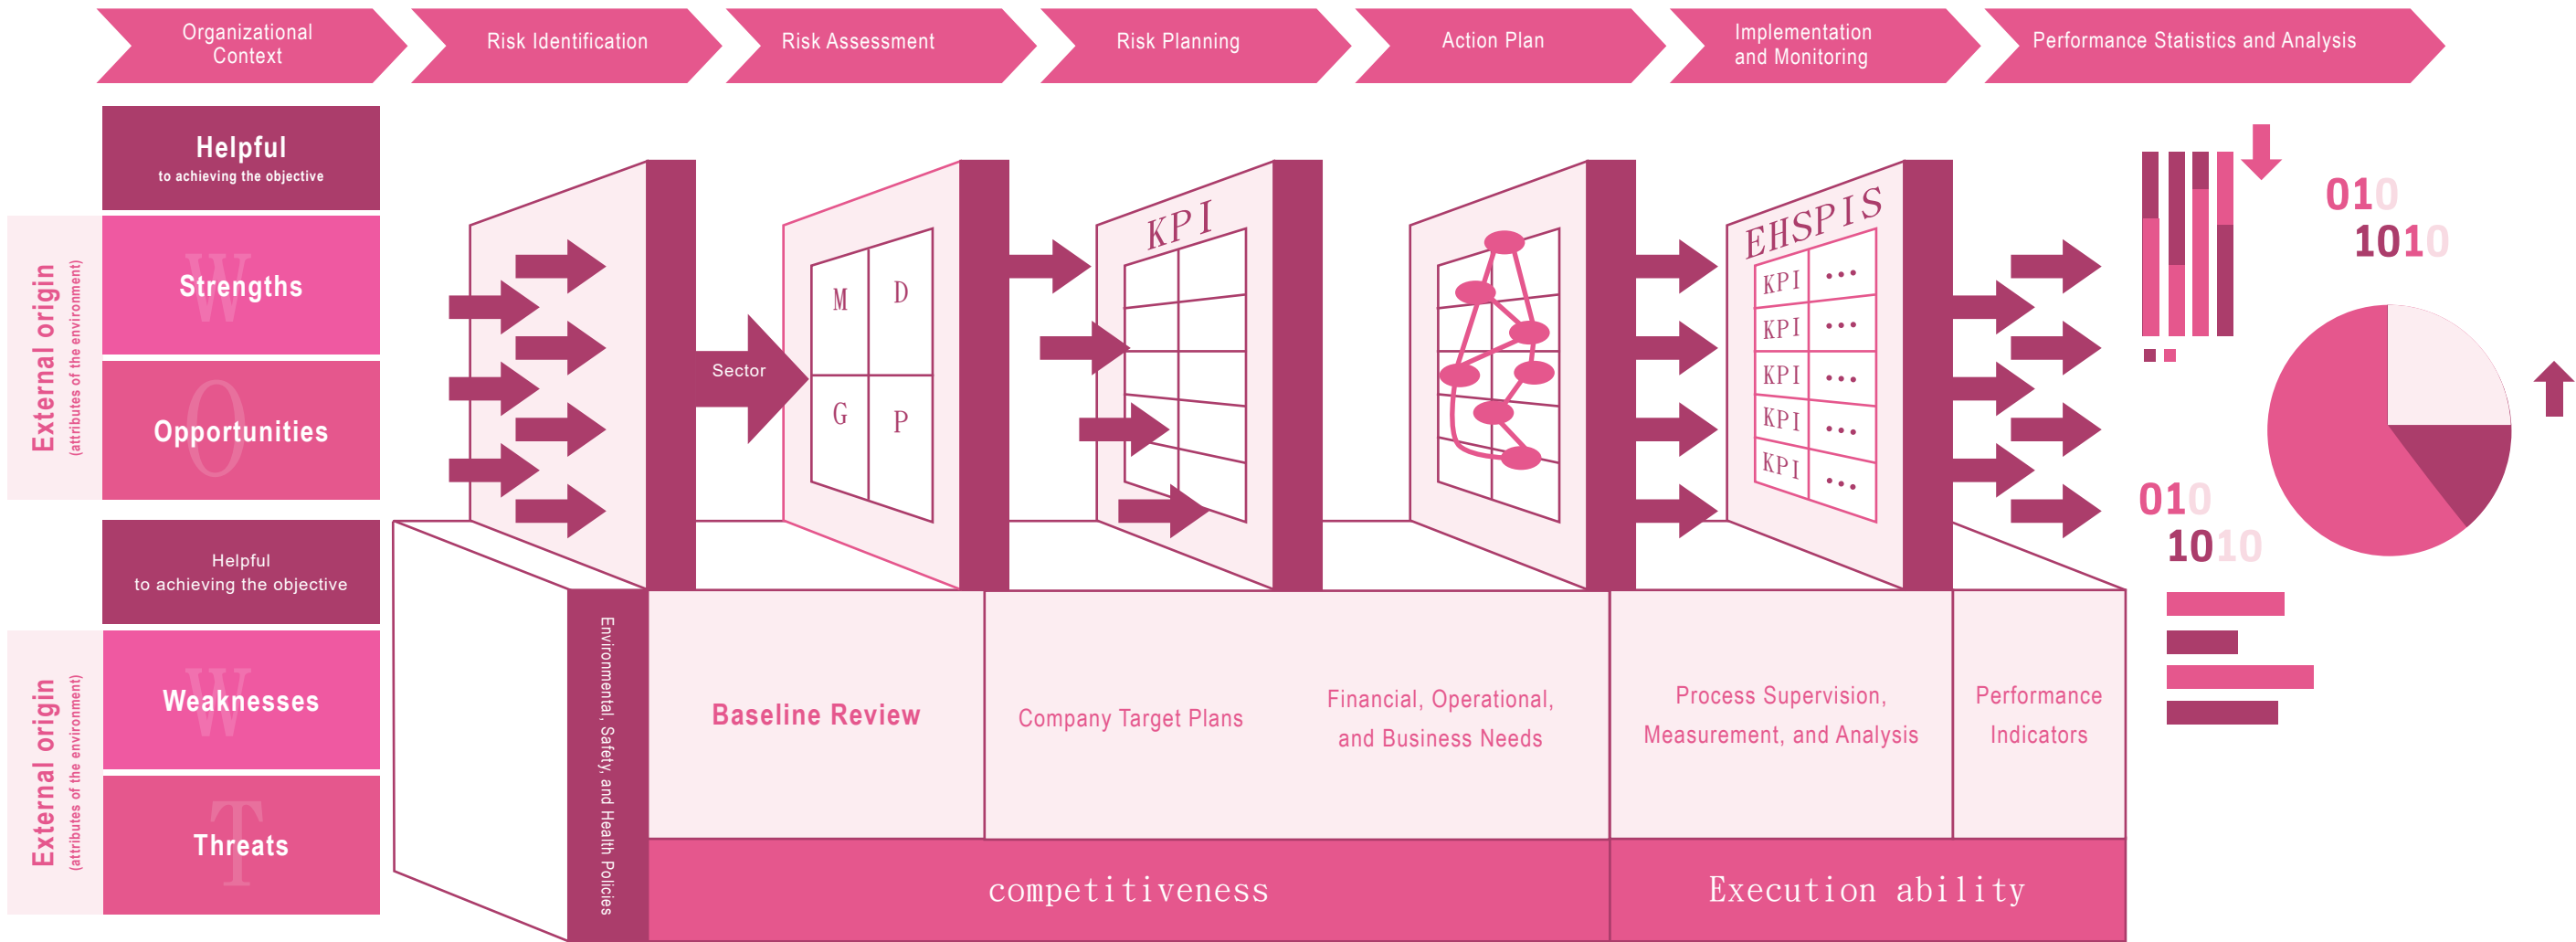 Organizational
Context
Risk Identification
Risk Assessment
Risk Planning
Action Plan
Implementation
and Monitoring
Performance Statistics and Analysis
Helpful
to achieving the objective
External origin
(attributes of the environment)
W
Strengths
O
Opportunities
Helpful
to achieving the objective
External origin
(attributes of the environment)
W
Weaknesses
T
Threats
Sector
M D
G P
KPI
EHSPIS
KPI ...
KPI ...
KPI ...
KPI ...
KPI ...
010
1010
010
1010
Environmental, Safety, and Health Policies
Baseline Review
Company Target Plans
Financial, Operational,
and Business Needs
Process Supervision,
Measurement, and Analysis
Performance
Indicators
competitiveness
Execution ability